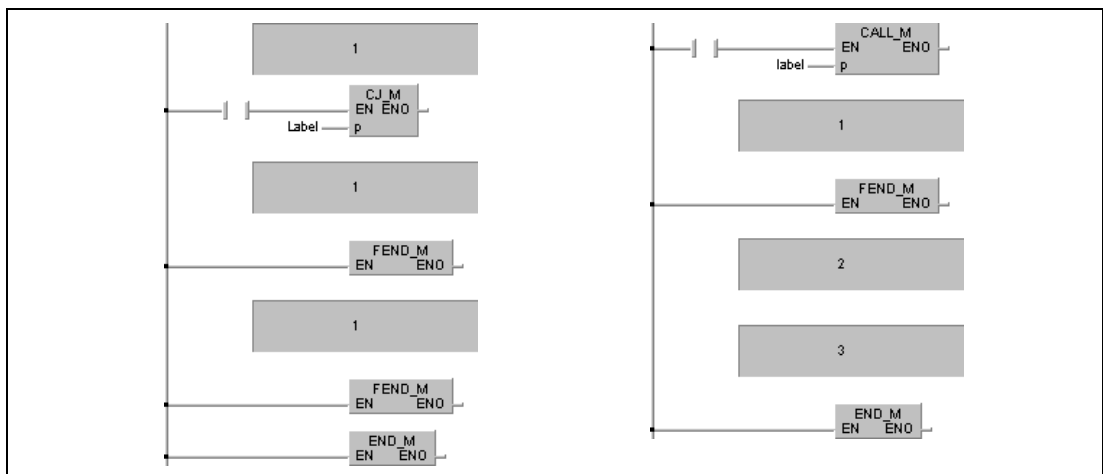 1
CJ_M
EN ENO
Label
p
1
FEND_M
EN ENO
1
FEND_M
EN ENO
END_M
EN ENO
CALL_M
EN ENO
label
p
1
FEND_M
EN ENO
2
3
END_M
EN ENO